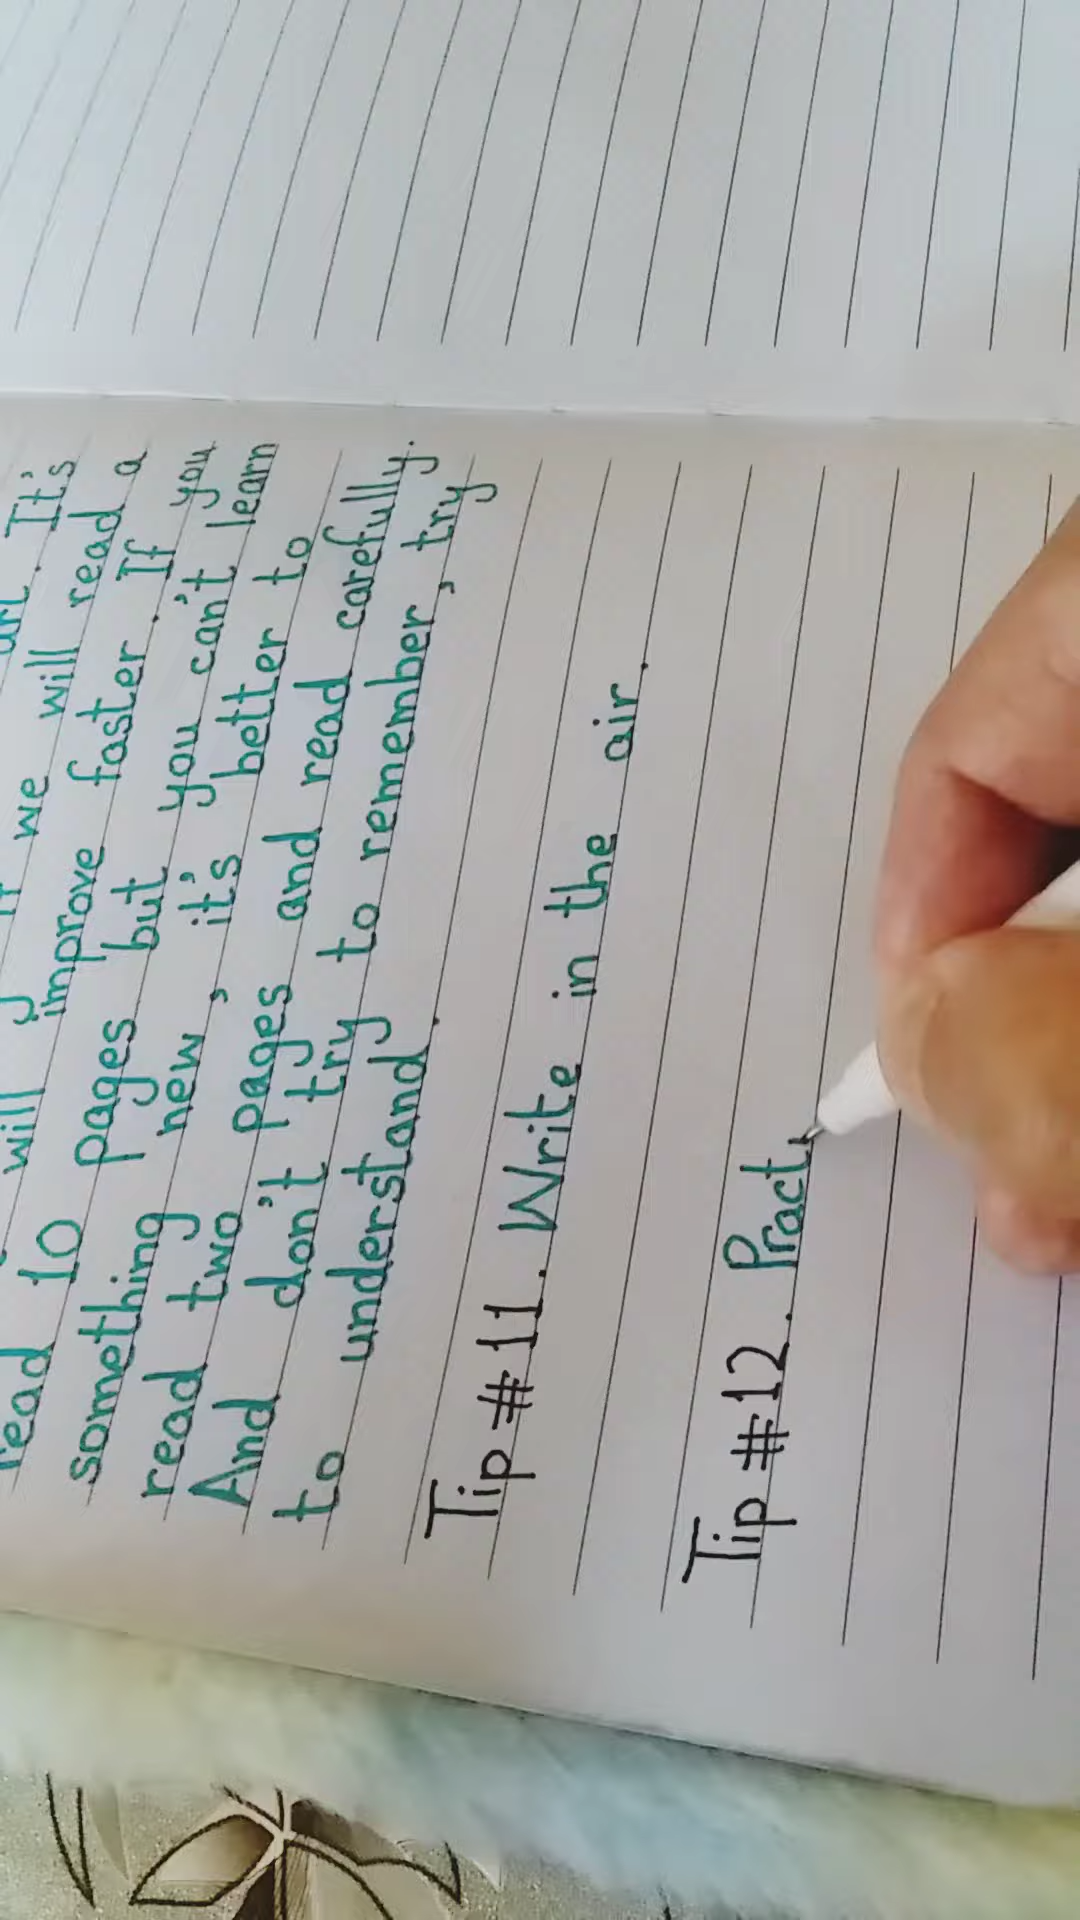 art. It's
will if we will read a
read 10 improve faster. If you
something pages but you can't learn
read new, it's better to
And two pages and read carefully.
to don't try to remember, try
understand.
Tip #11. Write in the air.
Tip #12. Pract